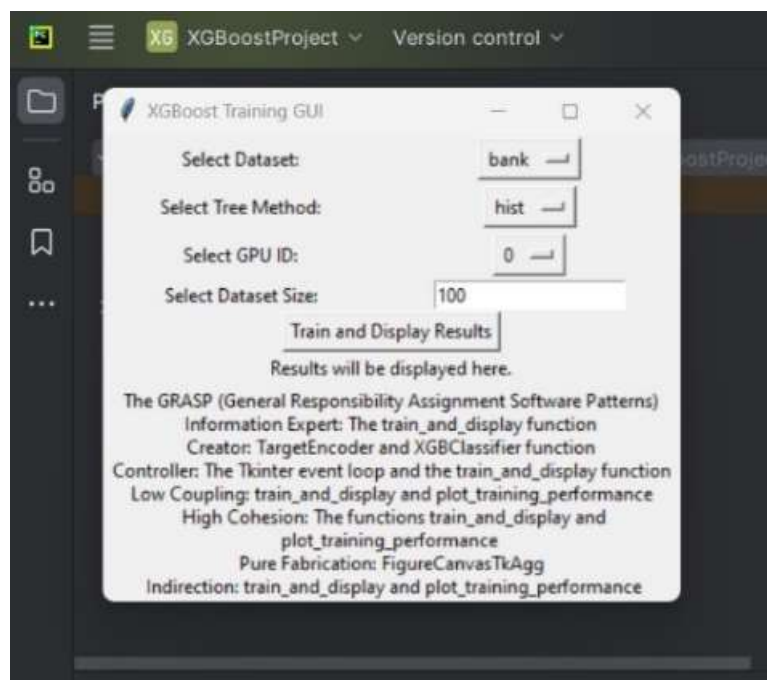 XG XGBoostProject Version control
P
XGBoost Training GUI
Select Dataset: bank
Select Tree Method: hist
Select GPU ID: 0
Select Dataset Size: 100
Train and Display Results
Results will be displayed here.
The GRASP (General Responsibility Assignment Software Patterns)
Information Expert: The train_and_display function
Creator: TargetEncoder and XGBClassifier function
Controller: The Tkinter event loop and the train_and_display function
Low Coupling: train_and_display and plot_training_performance
High Cohesion: The functions train_and_display and
plot_training_performance
Pure Fabrication: FigureCanvasTkAgg
Indirection: train_and_display and plot_training_performance